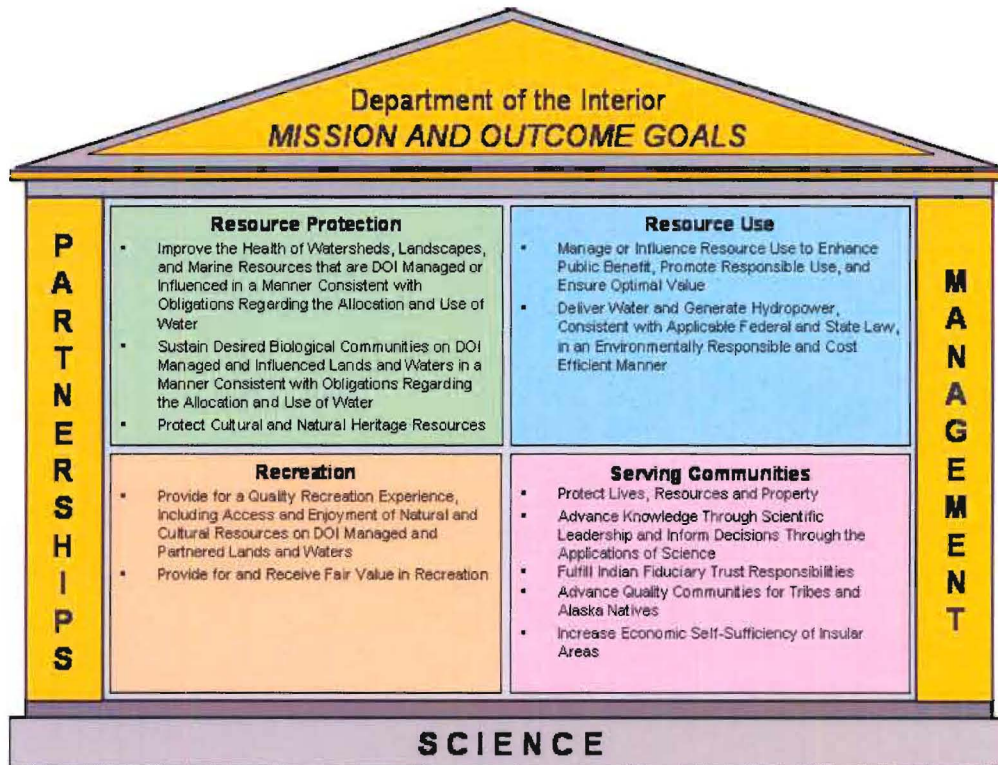 Department of the Interior
MISSION AND OUTCOME GOALS
PARTNERSHIPS
Resource Protection
▪ Improve the Health of Watersheds, Landscapes,
and Marine Resources that are DOI Managed or
Influenced in a Manner Consistent with
Obligations Regarding the Allocation and Use of
Water
▪ Sustain Desired Biological Communities on DOI
Managed and Influenced Lands and Waters in a
Manner Consistent with Obligations Regarding
the Allocation and Use of Water
▪ Protect Cultural and Natural Heritage Resources
Resource Use
▪ Manage or Influence Resource Use to Enhance
Public Benefit, Promote Responsible Use, and
Ensure Optimal Value
▪ Deliver Water and Generate Hydropower,
Consistent with Applicable Federal and State Law,
in an Environmentally Responsible and Cost
Efficient Manner
Recreation
▪ Provide for a Quality Recreation Experience,
Including Access and Enjoyment of Natural and
Cultural Resources on DOI Managed and
Partnered Lands and Waters
▪ Provide for and Receive Fair Value in Recreation
Serving Communities
▪ Protect Lives, Resources and Property
▪ Advance Knowledge Through Scientific
Leadership and Inform Decisions Through the
Applications of Science
▪ Fulfill Indian Fiduciary Trust Responsibilities
▪ Advance Quality Communities for Tribes and
Alaska Natives
▪ Increase Economic Self-Sufficiency of Insular
Areas
MANAGEMENT
SCIENCE